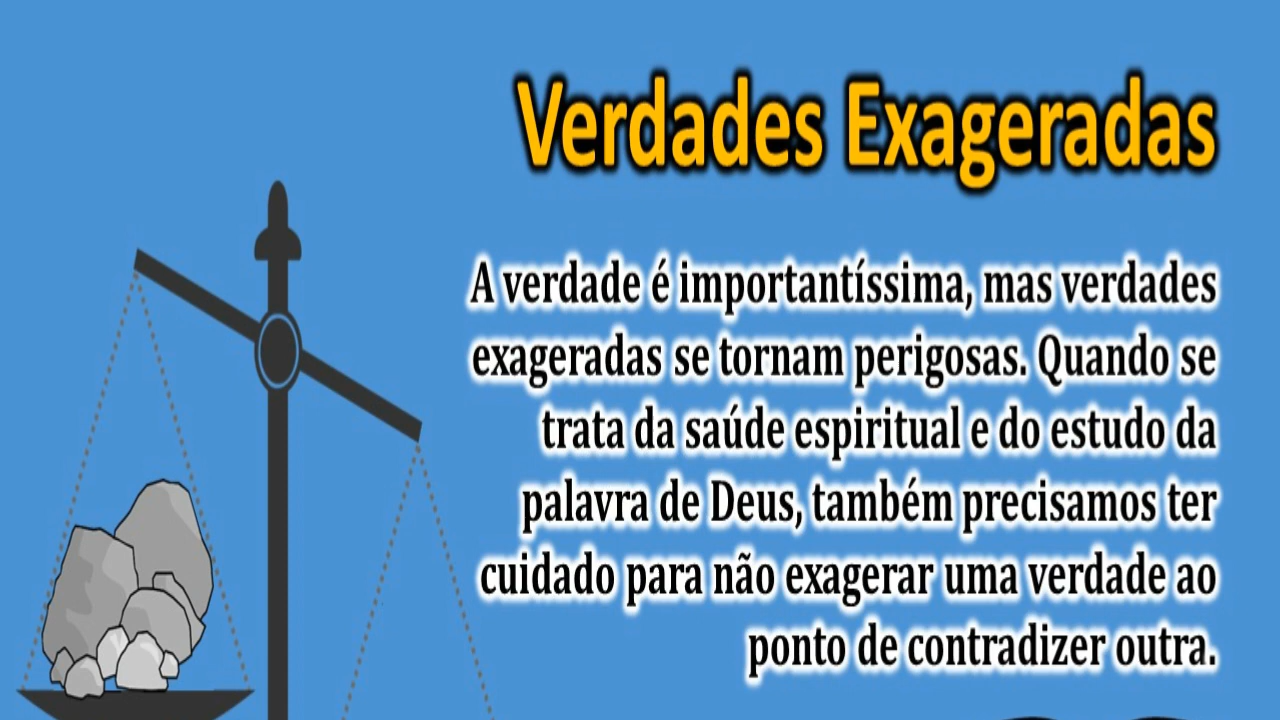 Verdades Exageradas
A verdade é importantíssima, mas verdades
exageradas se tornam perigosas. Quando se
trata da saúde espiritual e do estudo da
palavra de Deus, também precisamos ter
cuidado para não exagerar uma verdade ao
ponto de contradizer outra.